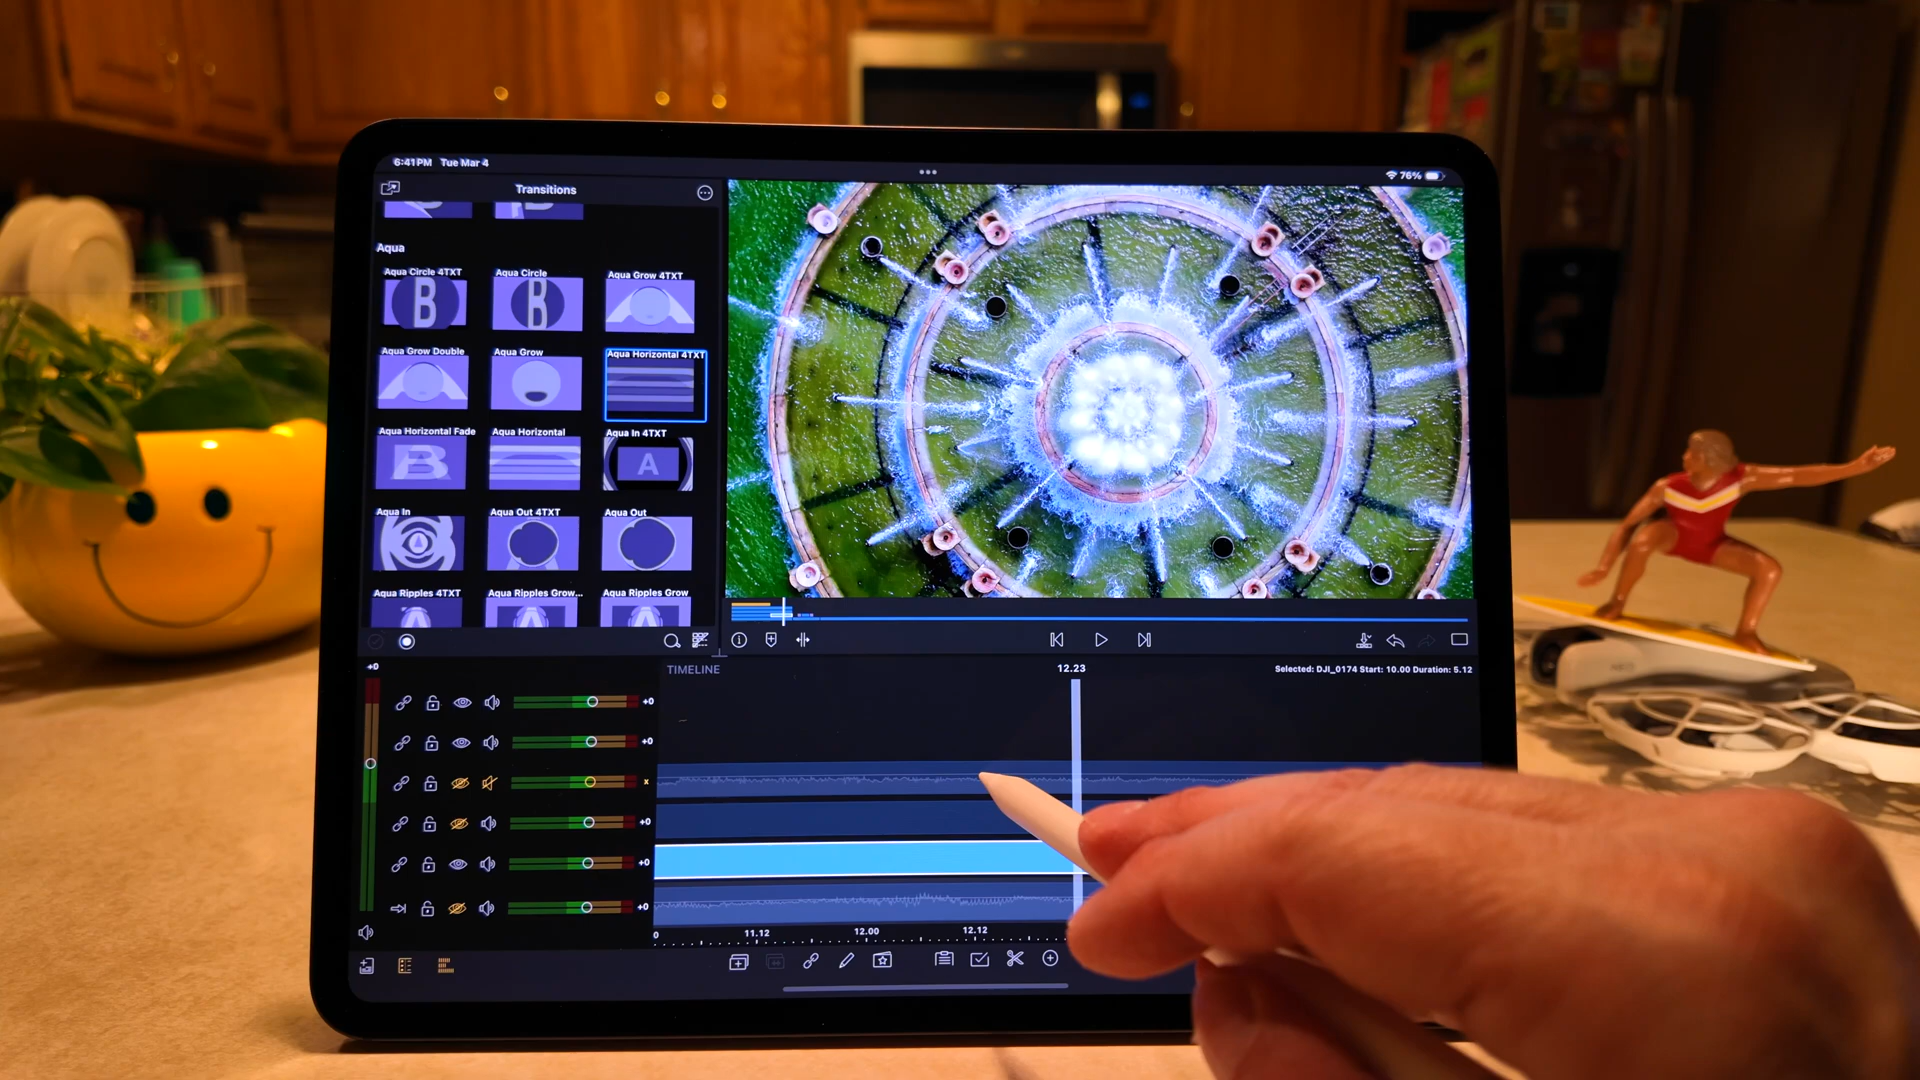 6:41PM Tue Mar 4
76%
Transitions
Aqua
Aqua Circle 4TXT
Aqua Circle
Aqua Grow 4TXT
B
B
Aqua Grow Double
Aqua Grow
Aqua Horizontal 4TXT
Aqua Horizontal Fade
Aqua Horizontal
Aqua In 4TXT
B
A
Aqua In
Aqua Out 4TXT
Aqua Out
Aqua Ripples 4TXT
Aqua Ripples Grow...
Aqua Ripples Grow
+0
TIMELINE
12.23
Selected: DJI_0174 Start: 10.00 Duration: 5.12
+0
+0
x
+0
+0
+0
0
11.12
12.00
12.12